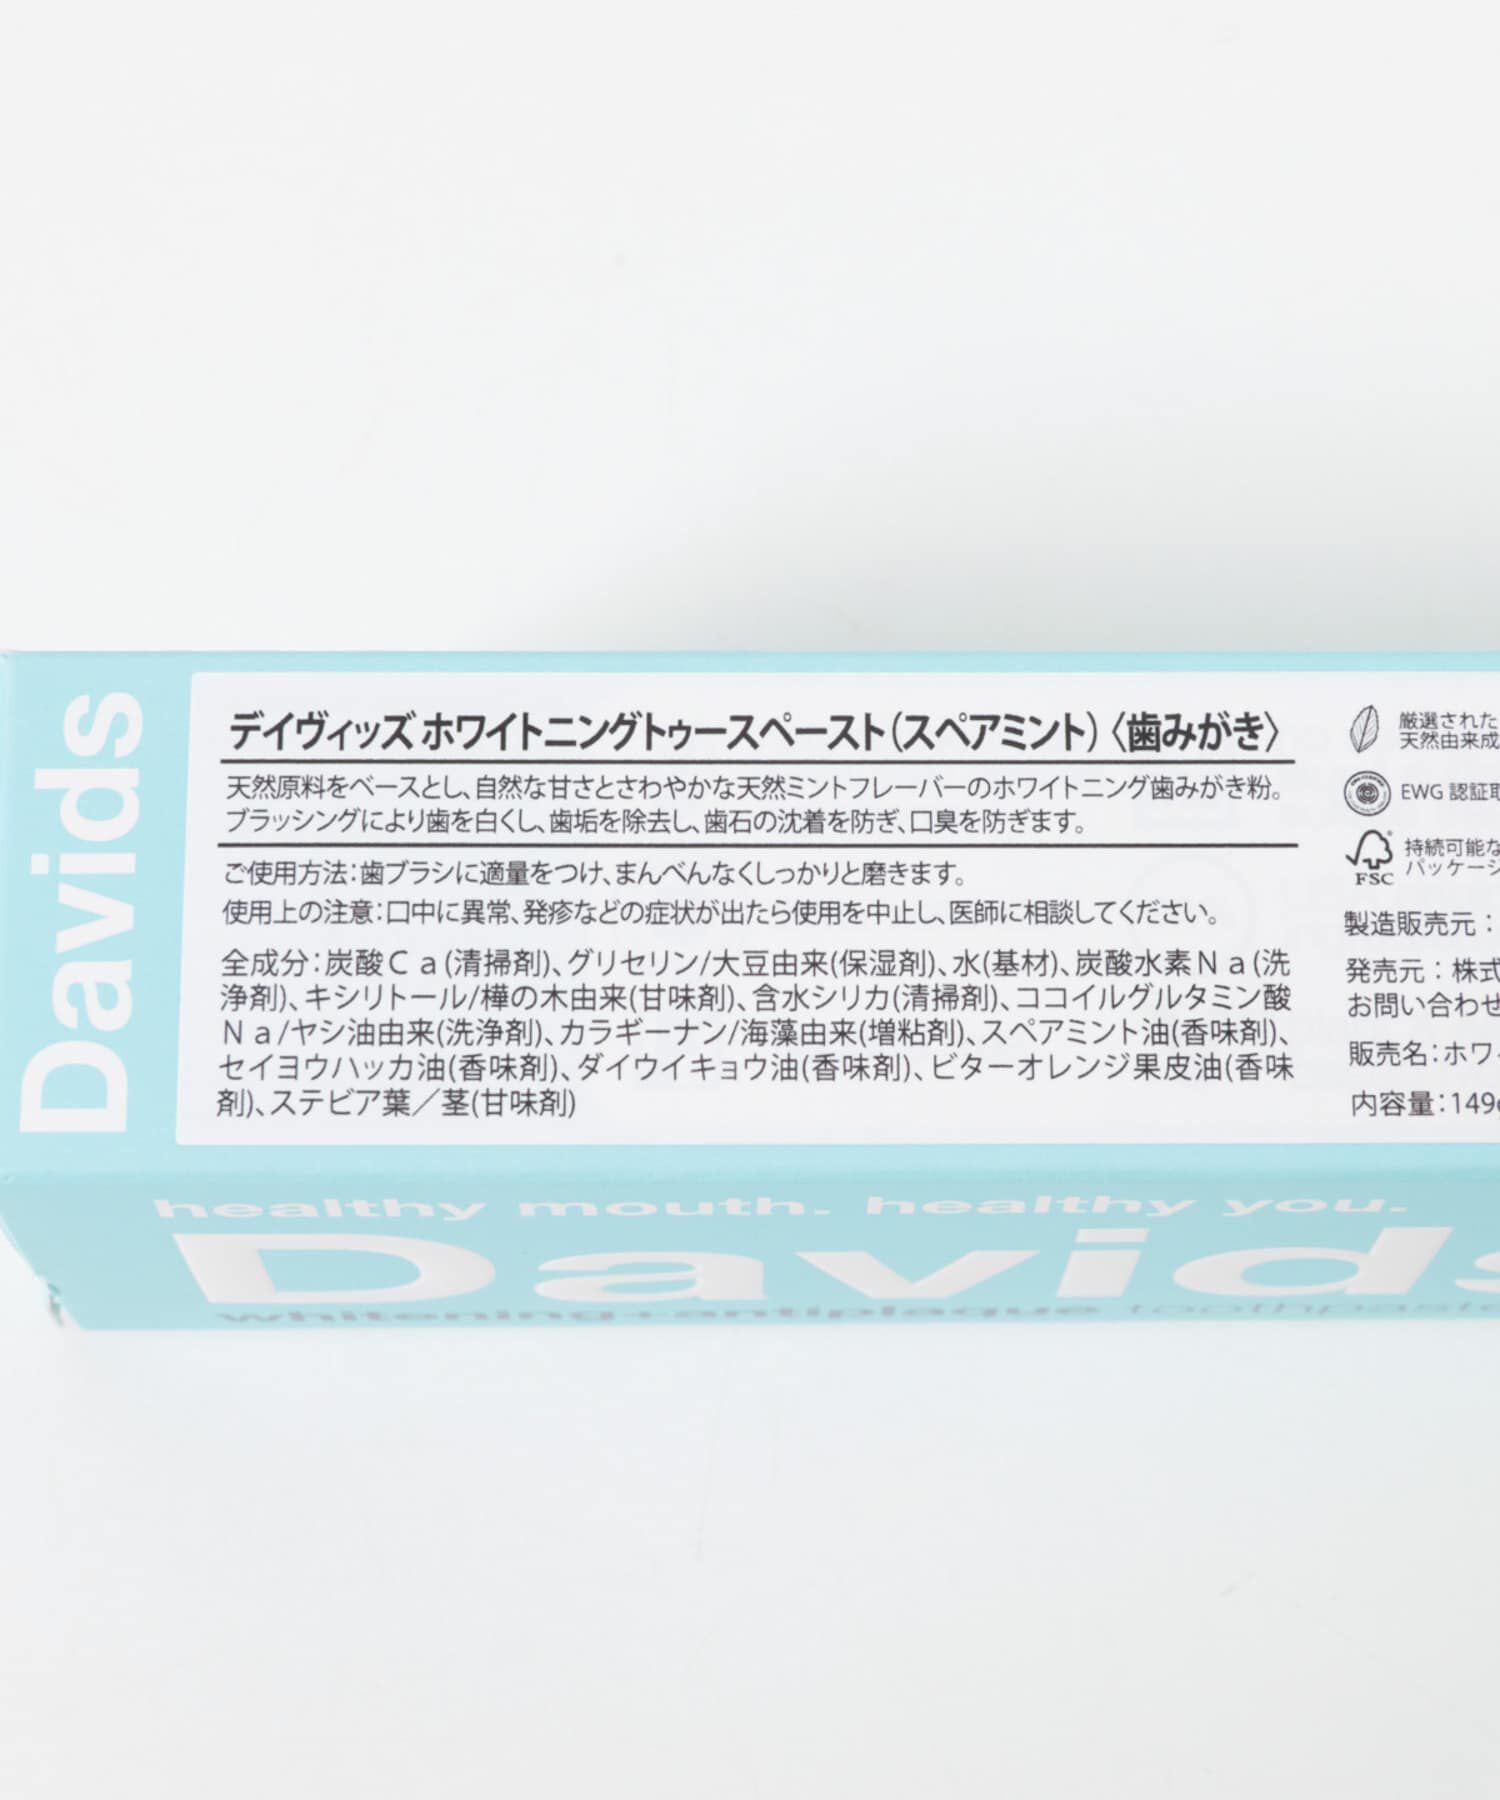 Davids
デイヴィッズ ホワイトニングトゥースペースト(スペアミント)〈歯みがき〉
天然原料をベースとし、自然な甘さとさわやかな天然ミントフレーバーのホワイトニング歯みがき粉。
ブラッシングにより歯を白くし、歯垢を除去し、歯石の沈着を防ぎ、口臭を防ぎます。
ご使用方法:歯ブラシに適量をつけ、まんべんなくしっかりと磨きます。
使用上の注意:口中に異常、発疹などの症状が出たら使用を中止し、医師に相談してください。
全成分:炭酸Ca(清掃剤)、グリセリン/大豆由来(保湿剤)、水(基材)、炭酸水素Na(洗
浄剤)、キシリトール/樺の木由来(甘味剤)、含水シリカ(清掃剤)、ココイルグルタミン酸
Na/ヤシ油由来(洗浄剤)、カラギーナン/海藻由来(増粘剤)、スペアミント油(香味剤)、
セイヨウハッカ油(香味剤)、ダイウイキョウ油(香味剤)、ビターオレンジ果皮油(香味
剤)、ステビア葉/茎(甘味剤)
厳選された
天然由来成
EWG 認証取
持続可能な
パッケージ
FSC
製造販売元:
発売元:株式
お問い合わせ
販売名:ホワイ
内容量:149g
healthy mouth. healthy you.
Davids
whitening+antiplaque toothpaste